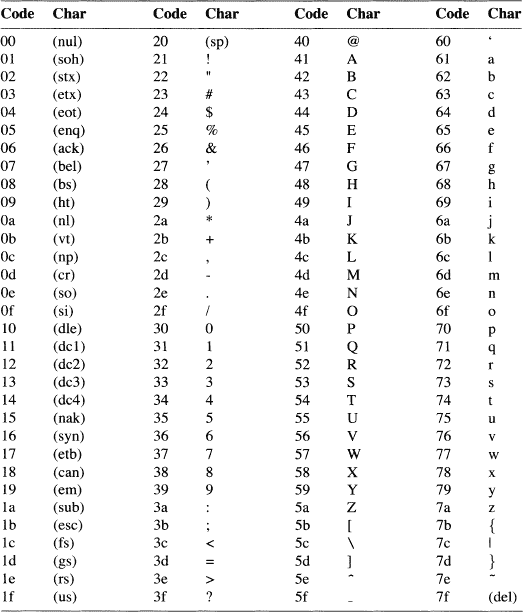 Code Char Code Char Code Char Code Char
00 (nul) 20 (sp) 40 @ 60 ‘
01 (soh) 21 ! 41 A 61 a
02 (stx) 22 " 42 B 62 b
03 (etx) 23 # 43 C 63 c
04 (eot) 24 $ 44 D 64 d
05 (enq) 25 % 45 E 65 e
06 (ack) 26 & 46 F 66 f
07 (bel) 27 ’ 47 G 67 g
08 (bs) 28 ( 48 H 68 h
09 (ht) 29 ) 49 I 69 i
0a (nl) 2a * 4a J 6a j
0b (vt) 2b + 4b K 6b k
0c (np) 2c , 4c L 6c l
0d (cr) 2d - 4d M 6d m
0e (so) 2e . 4e N 6e n
0f (si) 2f / 4f O 6f o
10 (dle) 30 0 50 P 70 p
11 (dc1) 31 1 51 Q 71 q
12 (dc2) 32 2 52 R 72 r
13 (dc3) 33 3 53 S 73 s
14 (dc4) 34 4 54 T 74 t
15 (nak) 35 5 55 U 75 u
16 (syn) 36 6 56 V 76 v
17 (etb) 37 7 57 W 77 w
18 (can) 38 8 58 X 78 x
19 (em) 39 9 59 Y 79 y
1a (sub) 3a : 5a Z 7a z
1b (esc) 3b ; 5b [ 7b {
1c (fs) 3c < 5c \ 7c |
1d (gs) 3d = 5d ] 7d }
1e (rs) 3e > 5e ^ 7e ~
1f (us) 3f ? 5f _ 7f (del)